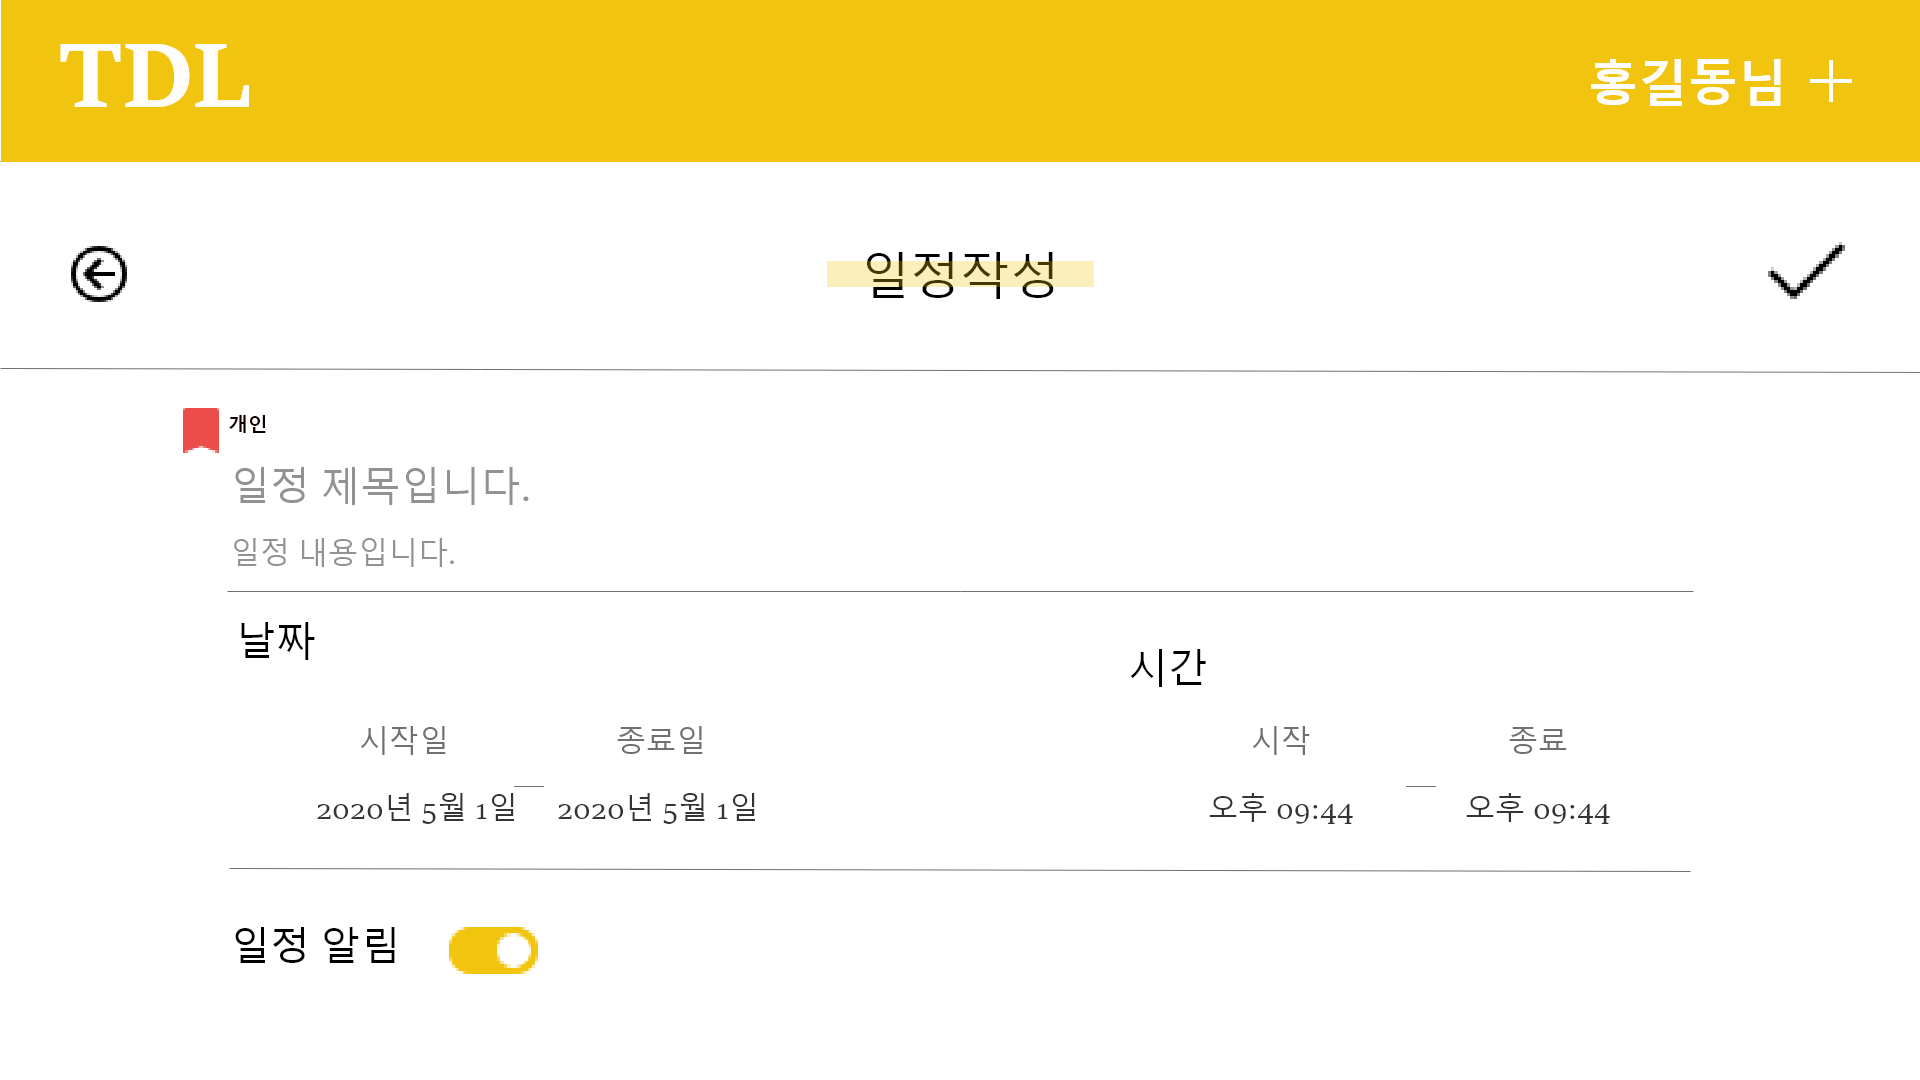 TDL
홍길동님
일정작성
개인
일정 제목입니다.
일정 내용입니다.
날짜
시간
시작일 종료일
시작 종료
2020년 5월 1일 2020년 5월 1일
오후 09:44 오후 09:44
일정 알림